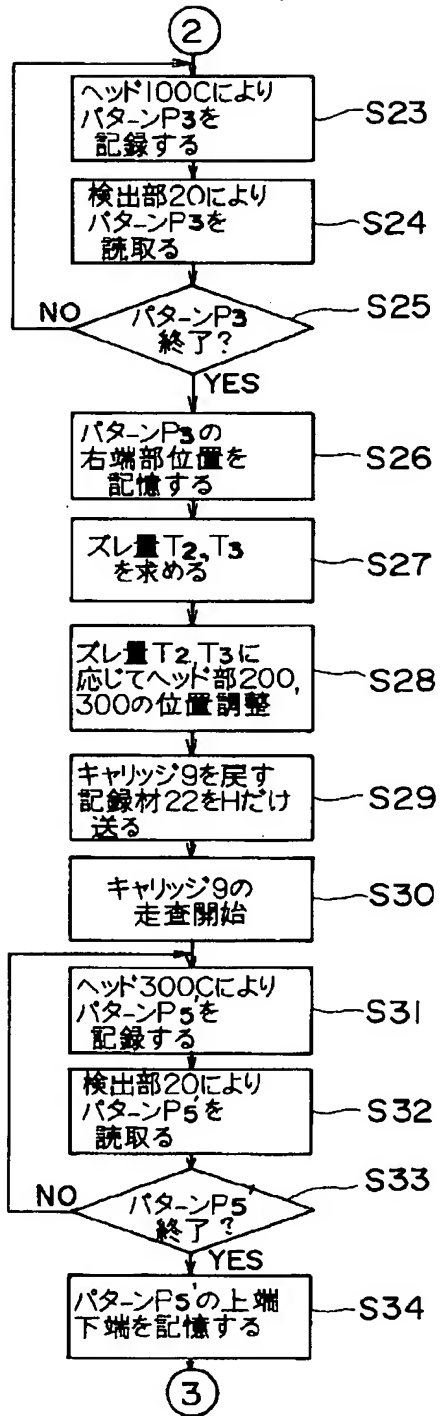 2
ヘッド100Cにより
パターンP3を
記録する
S23
検出部20により
パターンP3を
読取る
S24
パターンP3
終了?
S25
NO
YES
パターンP3の
右端部位置を
記憶する
S26
ズレ量T2,T3
を求める
S27
ズレ量T2,T3に
応じてヘッド部200,
300の位置調整
S28
キャリッジ9を戻す
記録材22をHだけ
送る
S29
キャリッジ9の
走査開始
S30
ヘッド300Cにより
パターンP5'を
記録する
S31
検出部20により
パターンP5'を
読取る
S32
パターンP5'
終了?
S33
NO
YES
パターンP5'の上端
下端を記憶する
S34
3